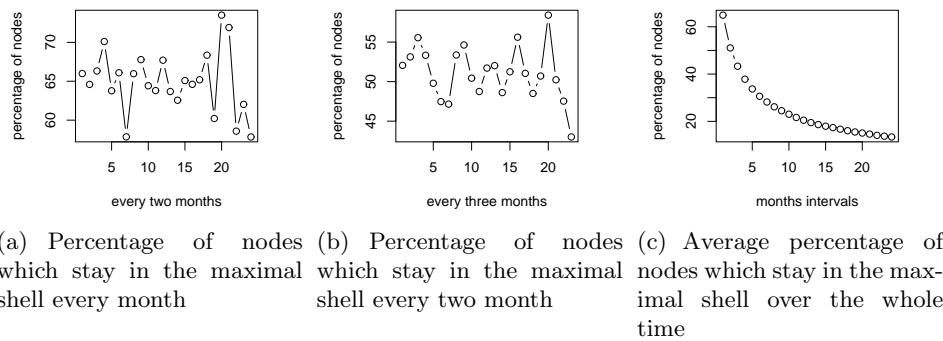 percentage of nodes
60 65 70
5 10 15 20
every two months
(a) Percentage of nodes
which stay in the maximal
shell every month
percentage of nodes
45 50 55
5 10 15 20
every three months
(b) Percentage of nodes
which stay in the maximal
shell every two month
percentage of nodes
20 40 60
5 10 15 20
months intervals
(c) Average percentage of
nodes which stay in the max-
imal shell over the whole
time